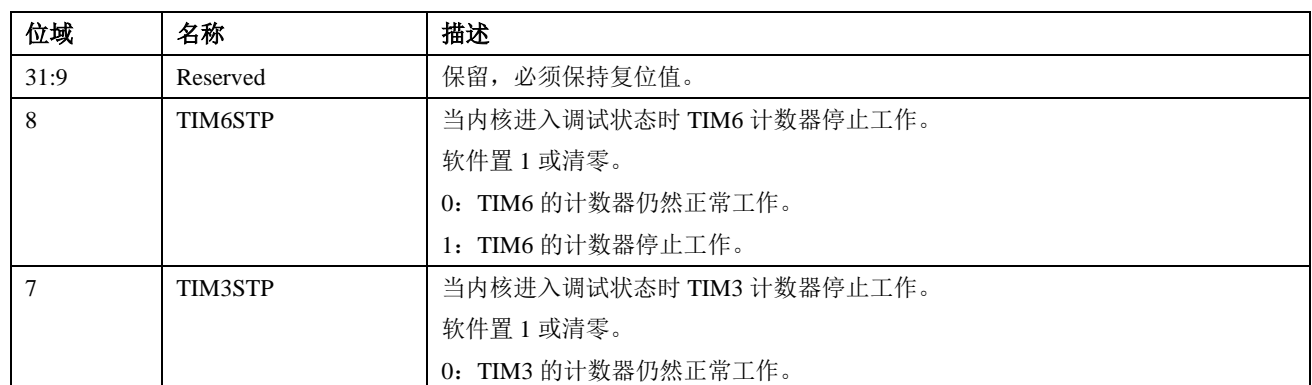 位域 名称 描述
31:9 Reserved 保留，必须保持复位值。
8 TIM6STP 当内核进入调试状态时 TIM6 计数器停止工作。
软件置 1 或清零。
0：TIM6 的计数器仍然正常工作。
1：TIM6 的计数器停止工作。
7 TIM3STP 当内核进入调试状态时 TIM3 计数器停止工作。
软件置 1 或清零。
0：TIM3 的计数器仍然正常工作。